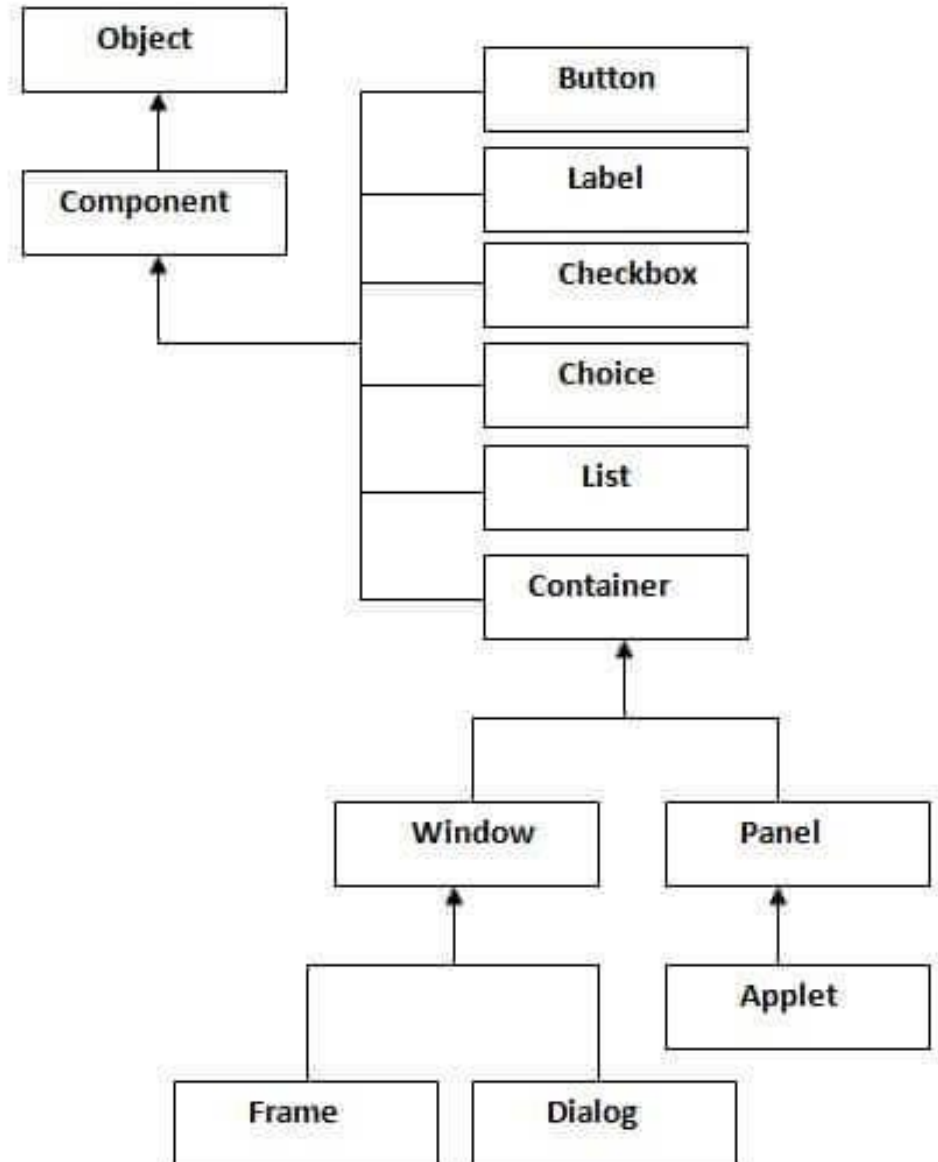 Object
Button
Label
Component
Checkbox
Choice
List
Container
Window
Panel
Applet
Frame
Dialog